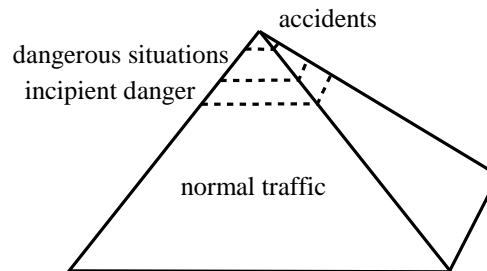 accidents
dangerous situations
incipient danger
normal traffic